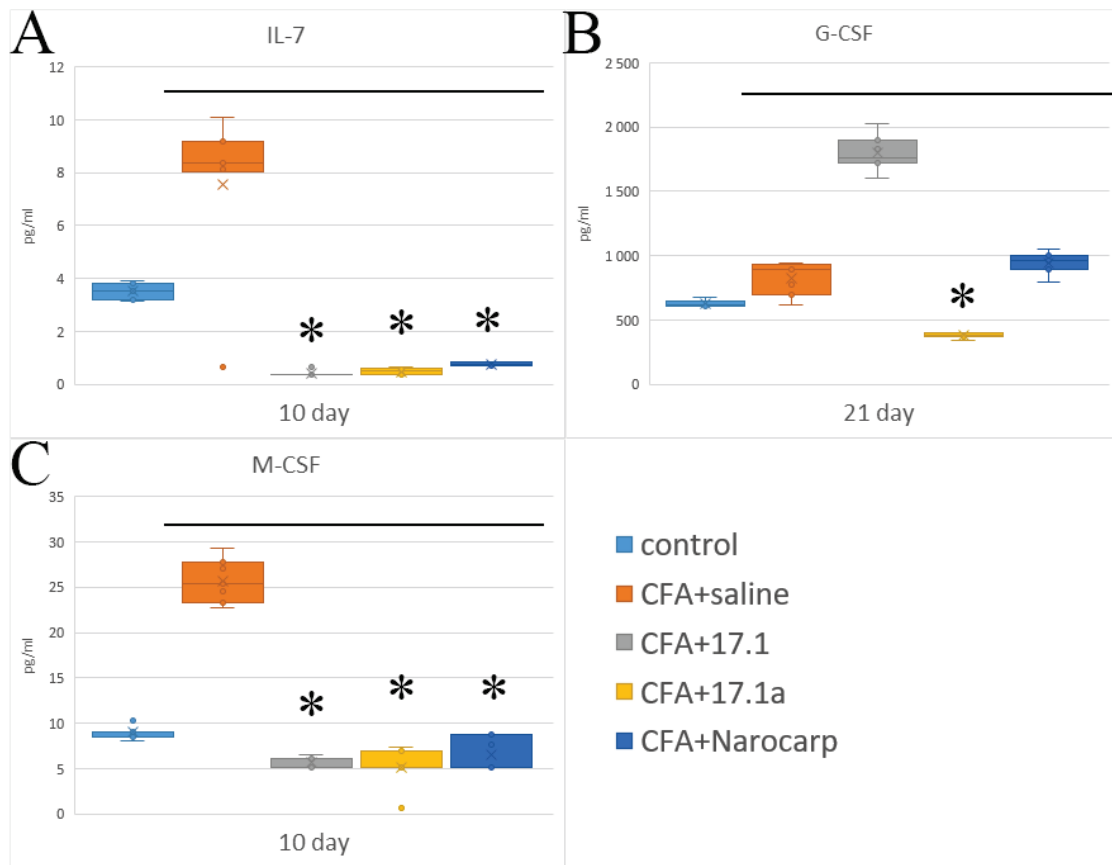 A
IL-7
12
10
8
6
4
2
0
pg/ml
*
*
*
10 day
B
G-CSF
2 500
2 000
1 500
1 000
500
0
pg/ml
*
21 day
C
M-CSF
35
30
25
20
15
10
5
0
pg/ml
*
*
*
10 day
control
CFA+saline
CFA+17.1
CFA+17.1a
CFA+Narocarp